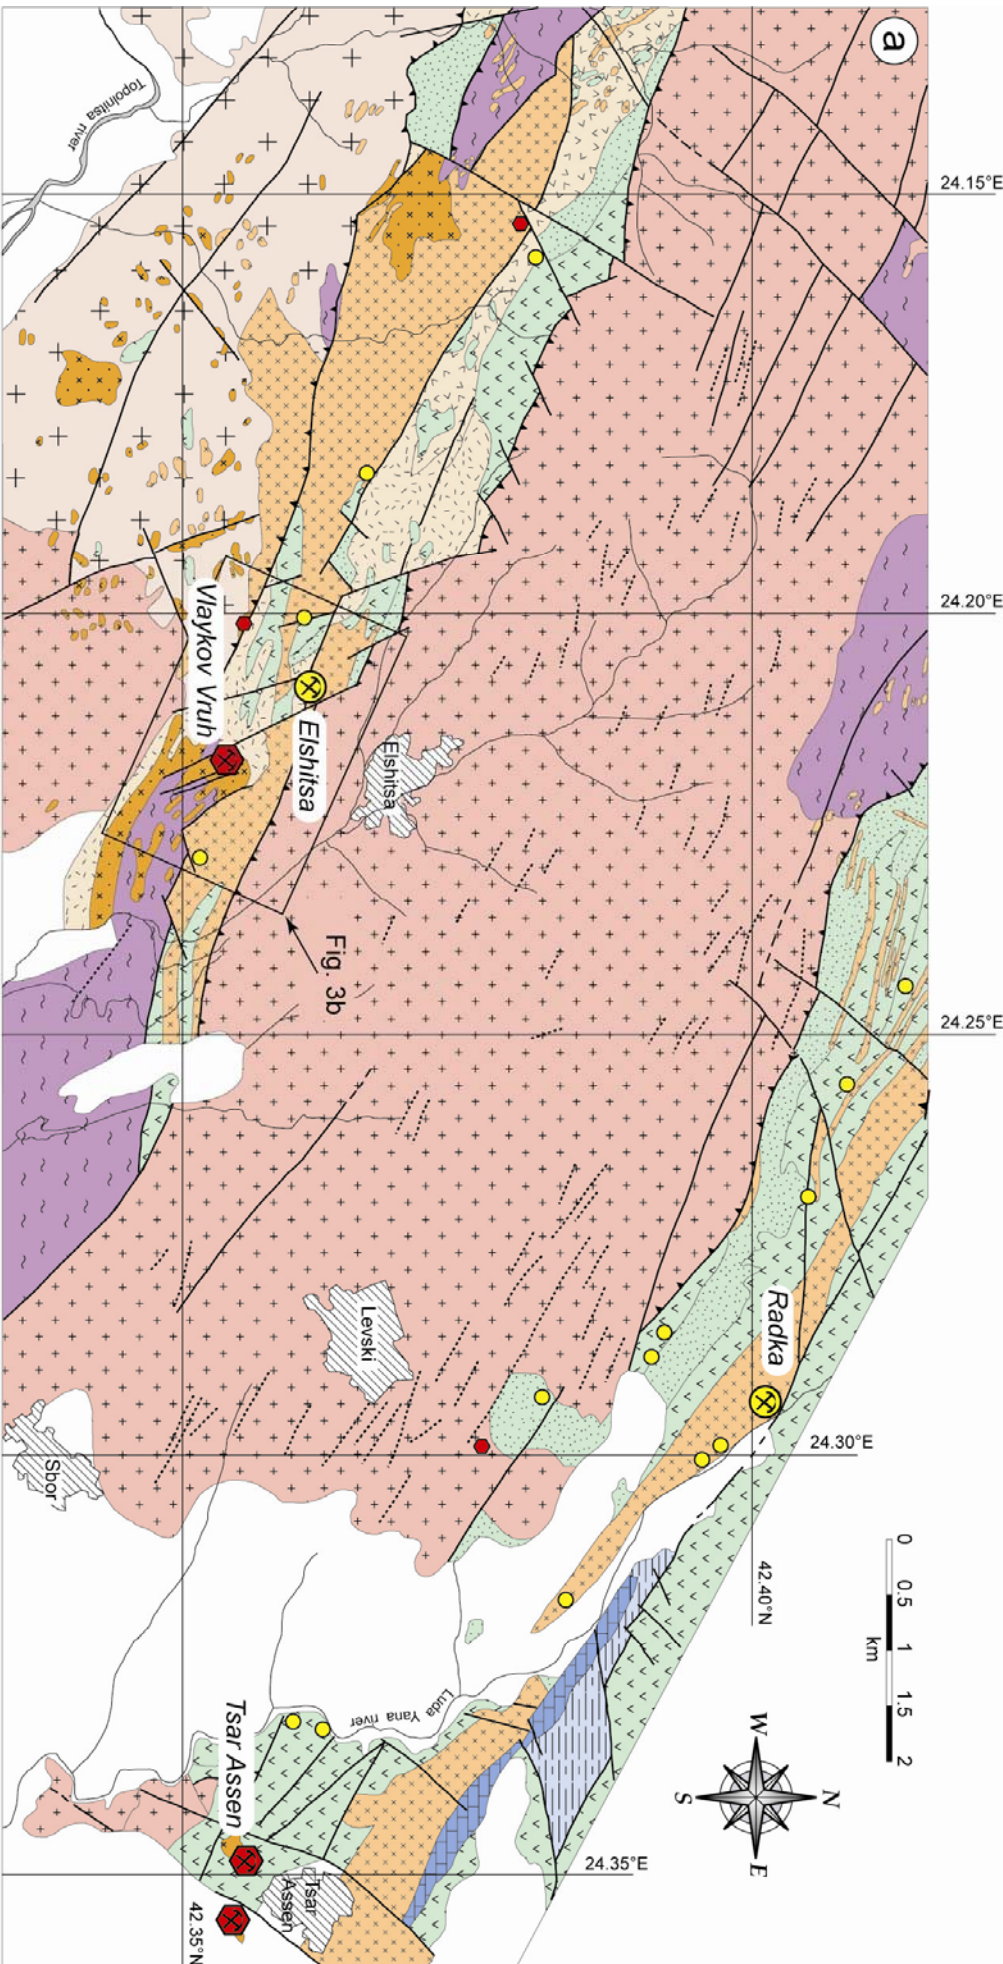 a
Topolnitsa river
24.15°E
24.20°E
24.25°E
24.30°E
24.35°E
42.40°N
42.35°N
Vlaykov Vruh
Elshitsa
Elshitsa
Fig. 3b
Radka
Levski
Sbor
Luda Yana river
Tsar Assen
Tsar
Assen
0 0.5 1 1.5 2
km
N
W
E
S